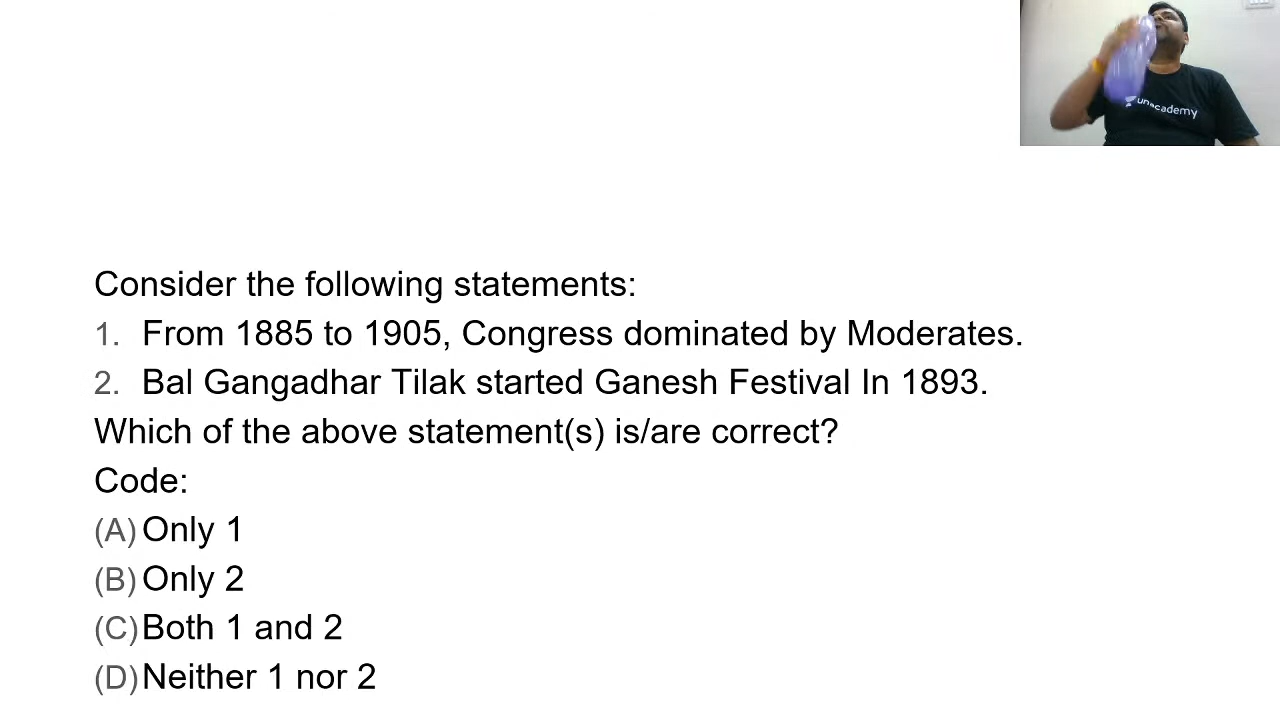 unacademy
Consider the following statements:
1. From 1885 to 1905, Congress dominated by Moderates.
2. Bal Gangadhar Tilak started Ganesh Festival In 1893.
Which of the above statement(s) is/are correct?
Code:
(A) Only 1
(B) Only 2
(C) Both 1 and 2
(D) Neither 1 nor 2